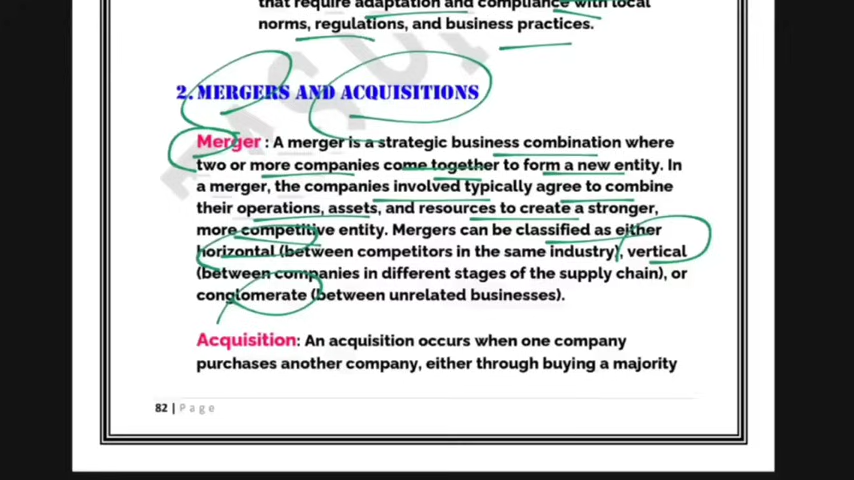 that require adaptation and compliance with local
norms, regulations, and business practices.
2. MERGERS AND ACQUISITIONS
Merger : A merger is a strategic business combination where
two or more companies come together to form a new entity. In
a merger, the companies involved typically agree to combine
their operations, assets, and resources to create a stronger,
more competitive entity. Mergers can be classified as either
horizontal (between competitors in the same industry), vertical
(between companies in different stages of the supply chain), or
conglomerate (between unrelated businesses).
Acquisition: An acquisition occurs when one company
purchases another company, either through buying a majority
82 | Page